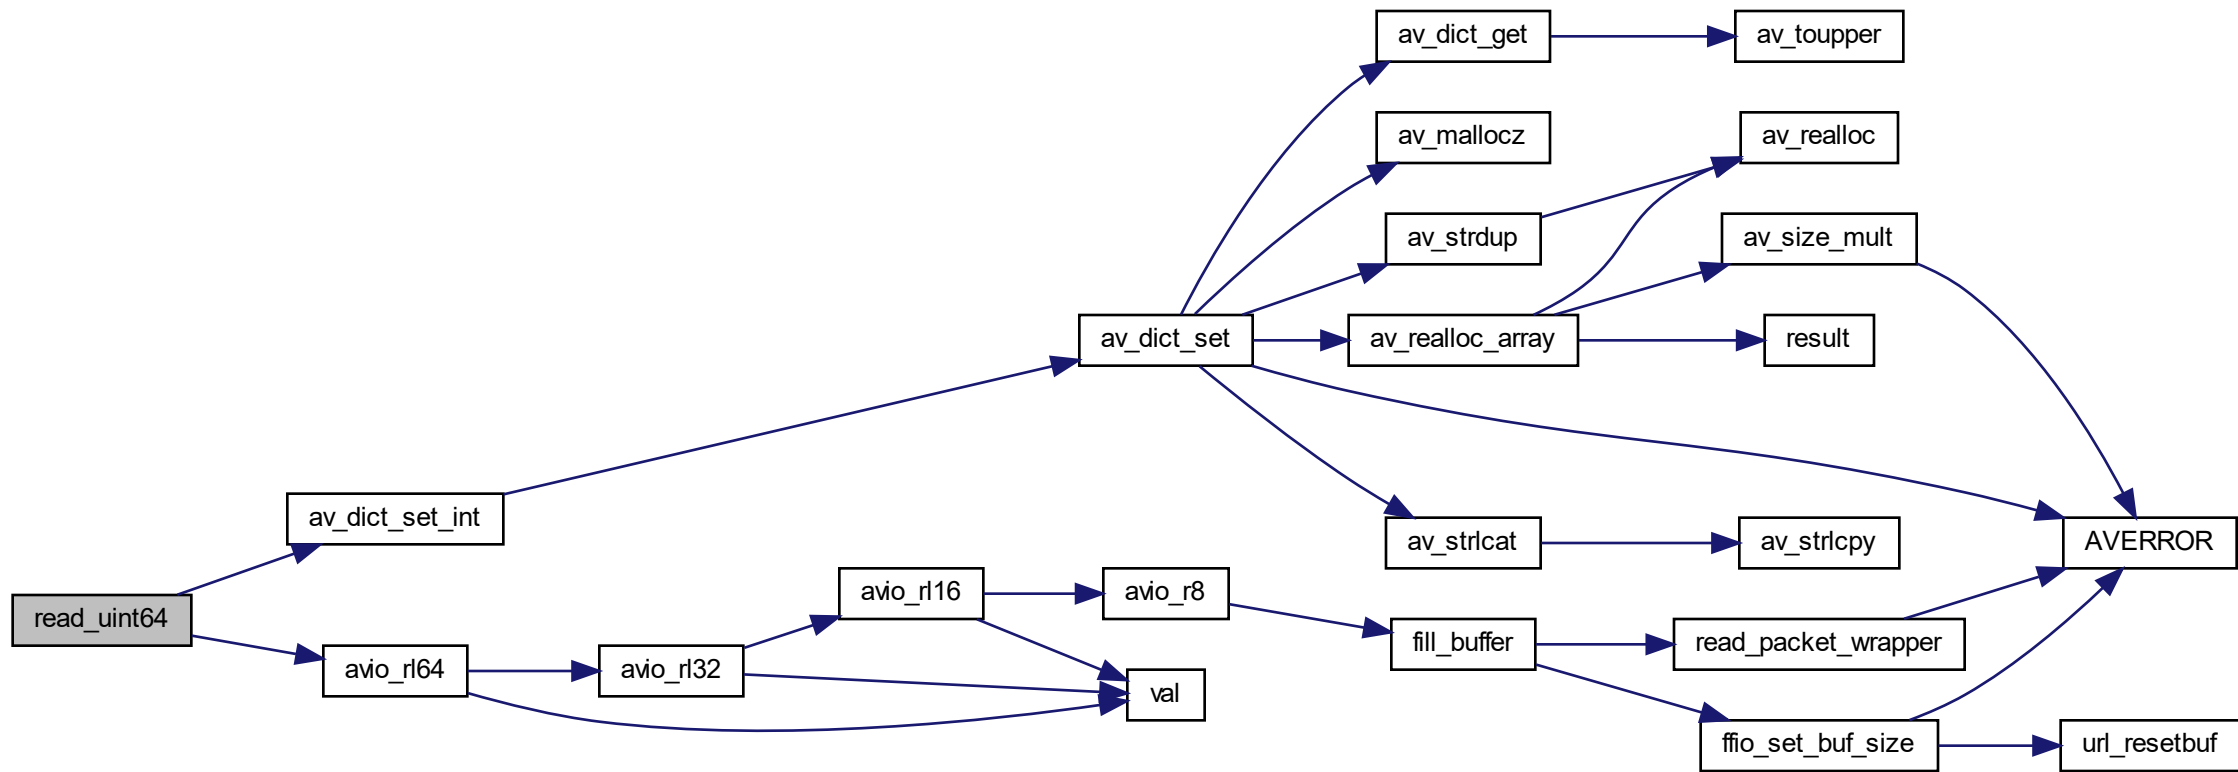 av_dict_get
av_toupper
av_mallocz
av_realloc
av_strdup
av_size_mult
av_dict_set
av_realloc_array
result
av_dict_set_int
av_strlcat
av_strlcpy
AVERROR
read_uint64
avio_rl16
avio_r8
fill_buffer
read_packet_wrapper
avio_rl64
avio_rl32
val
ffio_set_buf_size
url_resetbuf